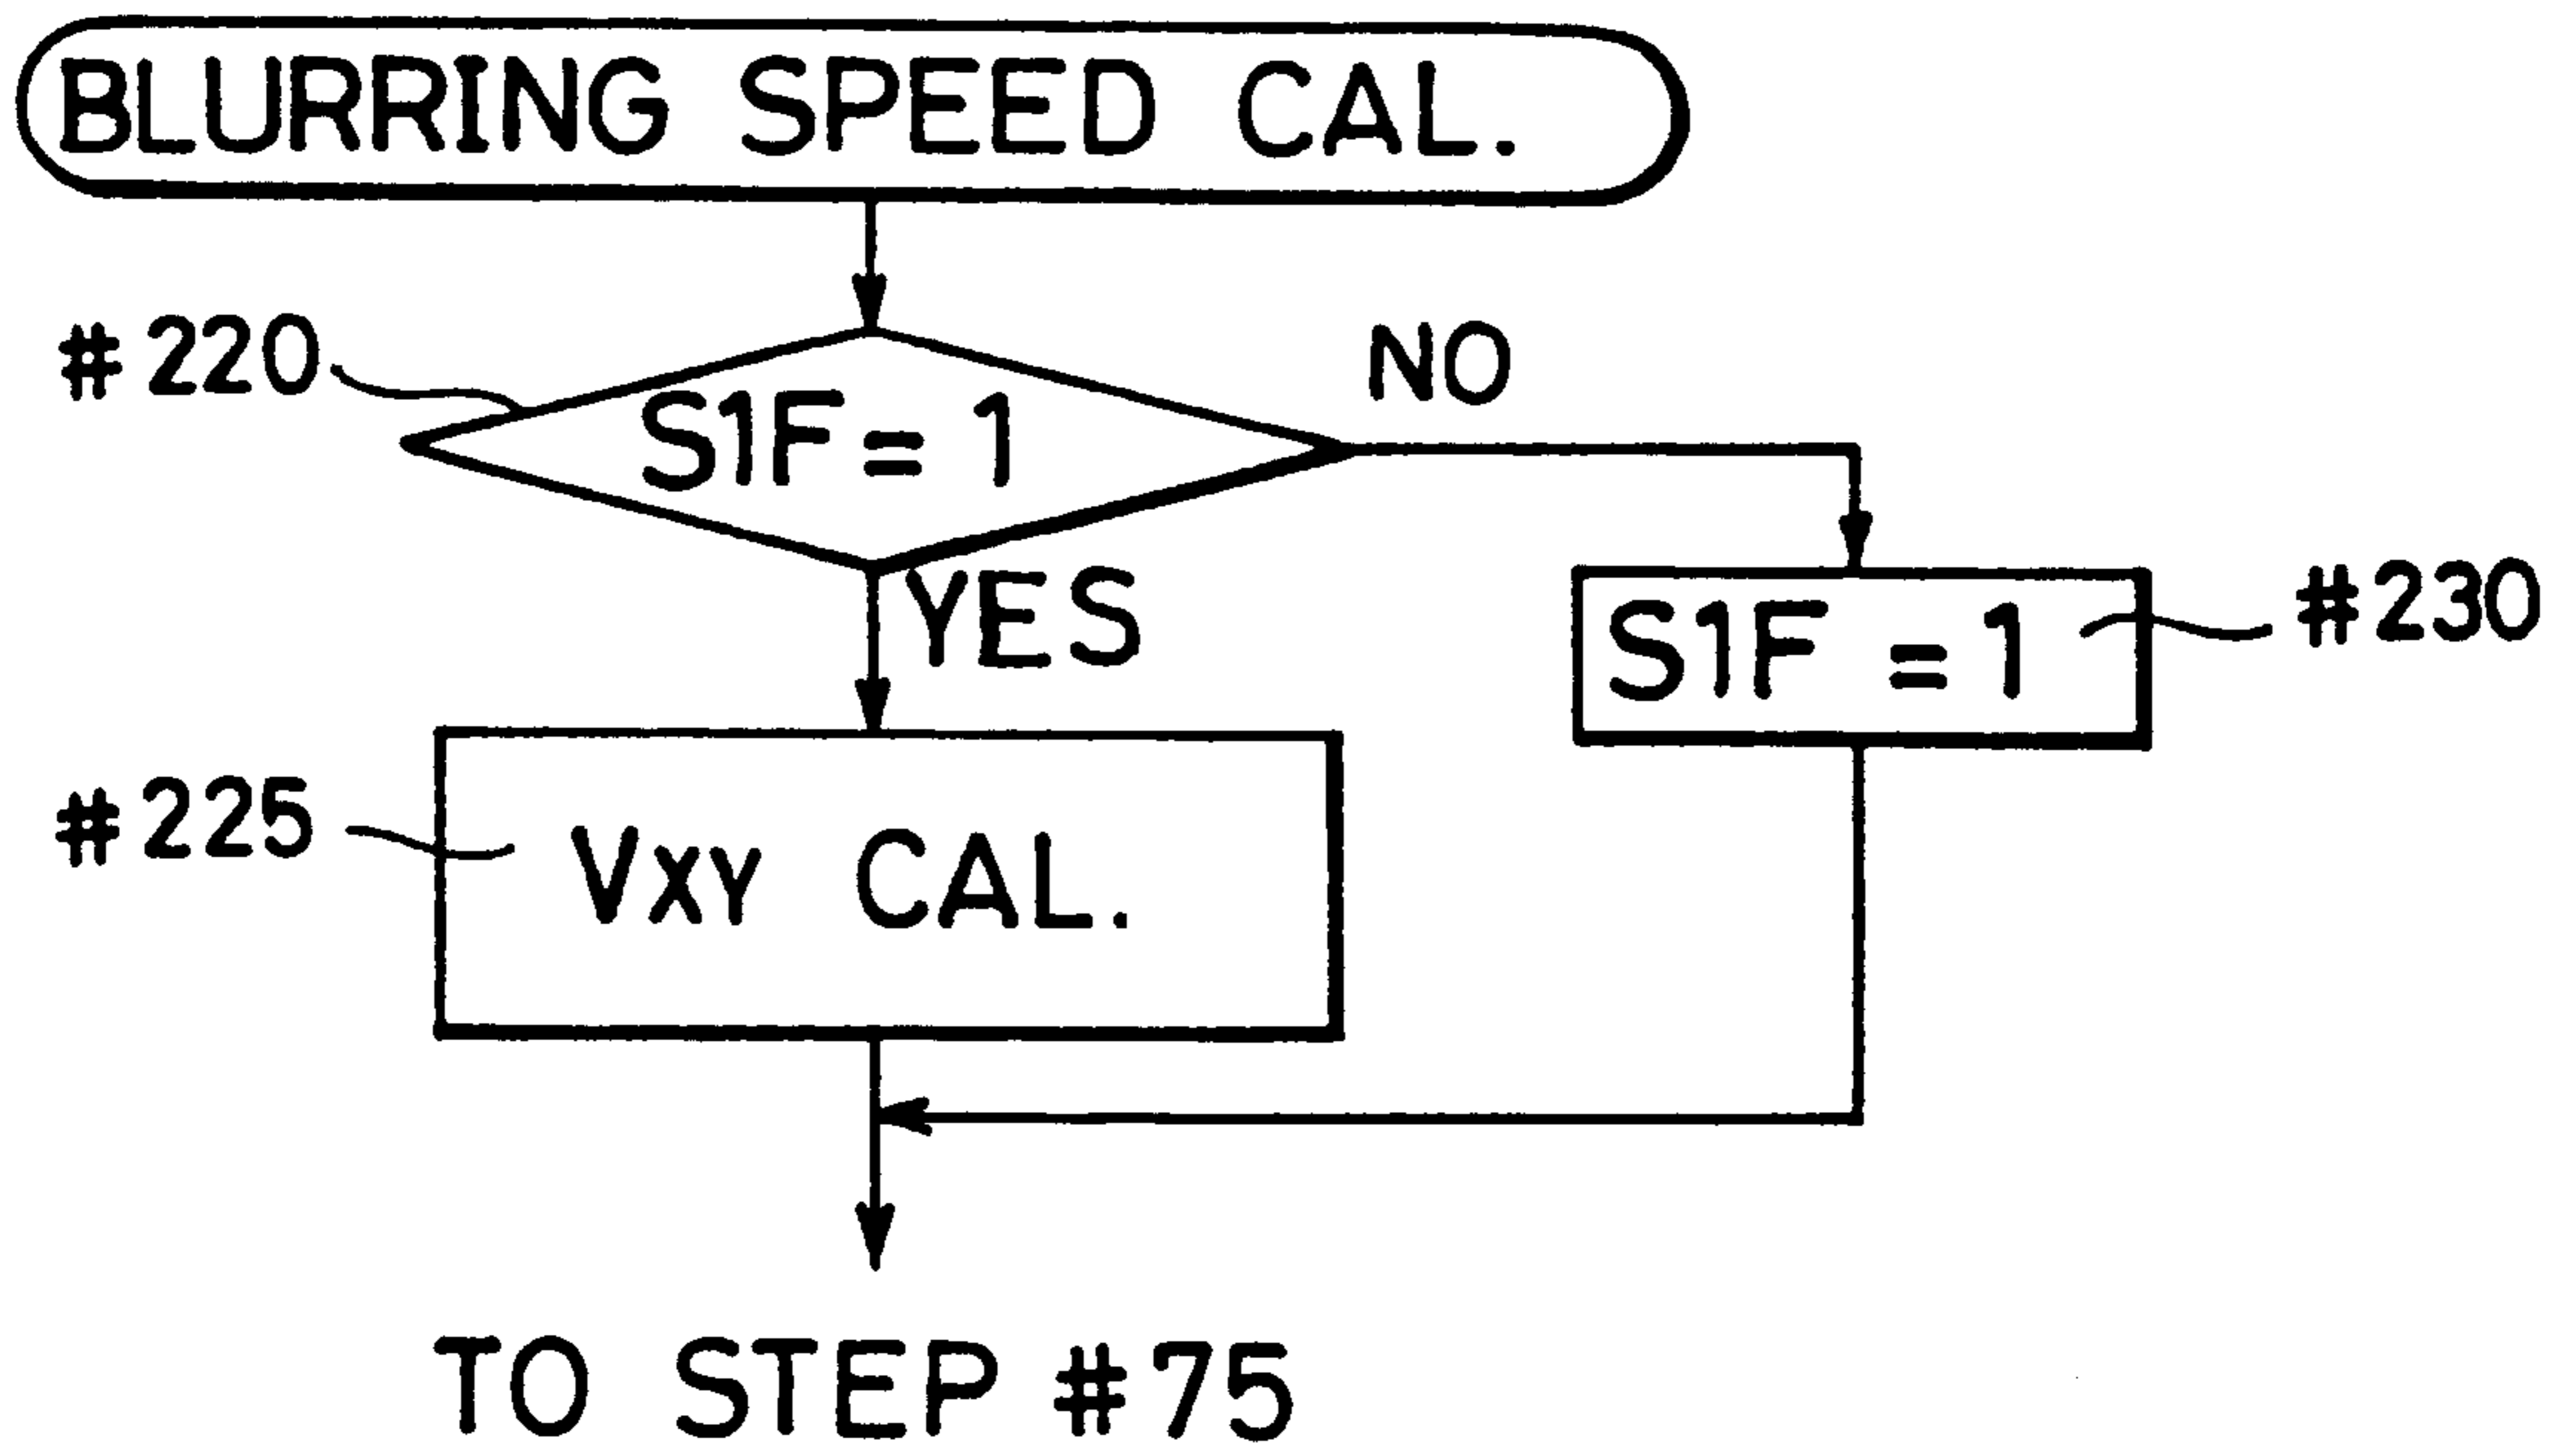 BLURRING SPEED CAL.
#220
S1F = 1
NO
YES
S1F = 1
#230
#225
VXY CAL.
TO STEP #75